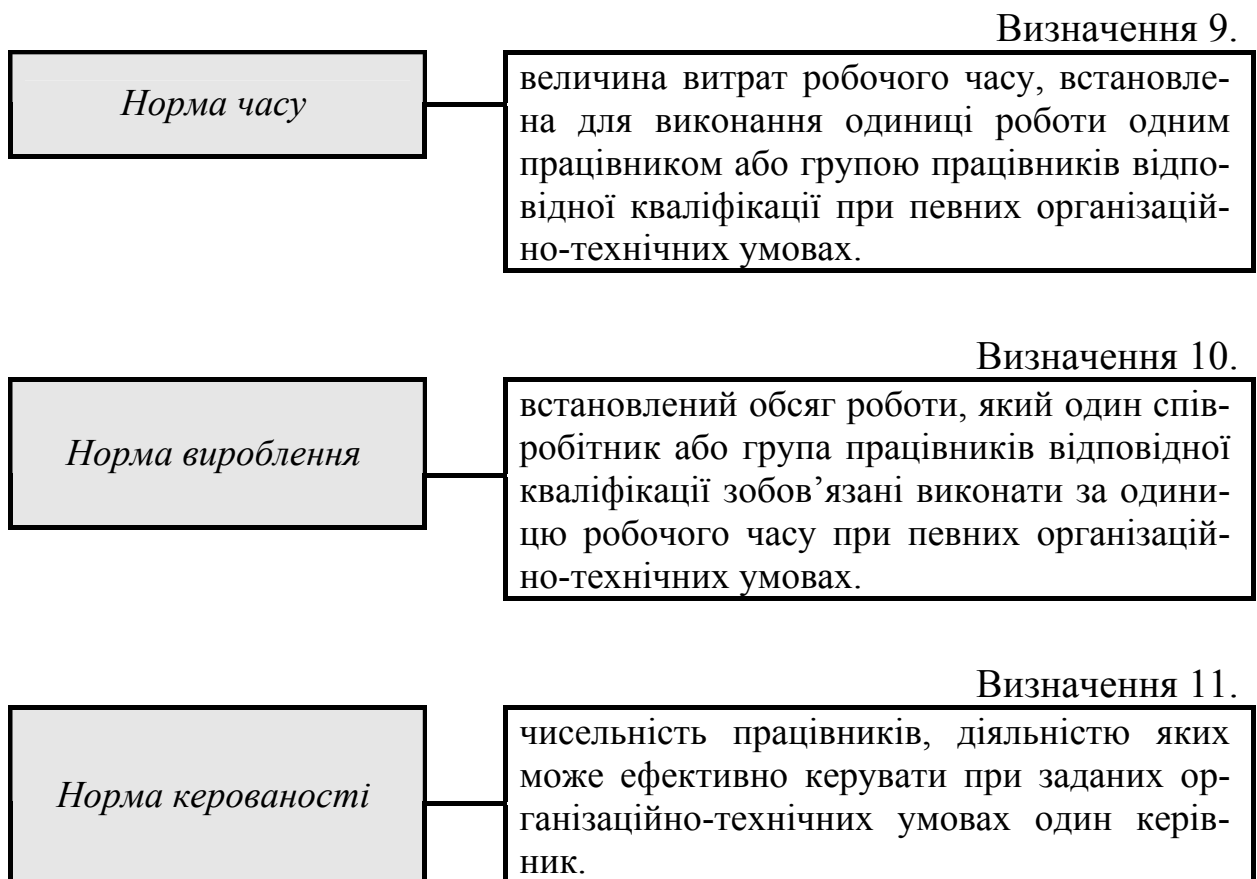 Визначення 9.
Норма часу
величина витрат робочого часу, встановле-
на для виконання одиниці роботи одним
працівником або групою працівників відпо-
відної кваліфікації при певних організацій-
но-технічних умовах.
Визначення 10.
Норма вироблення
встановлений обсяг роботи, який один спів-
робітник або група працівників відповідної
кваліфікації зобов’язані виконати за одини-
цю робочого часу при певних організацій-
но-технічних умовах.
Визначення 11.
Норма керованості
чисельність працівників, діяльністю яких
може ефективно керувати при заданих ор-
ганізаційно-технічних умовах один керів-
ник.